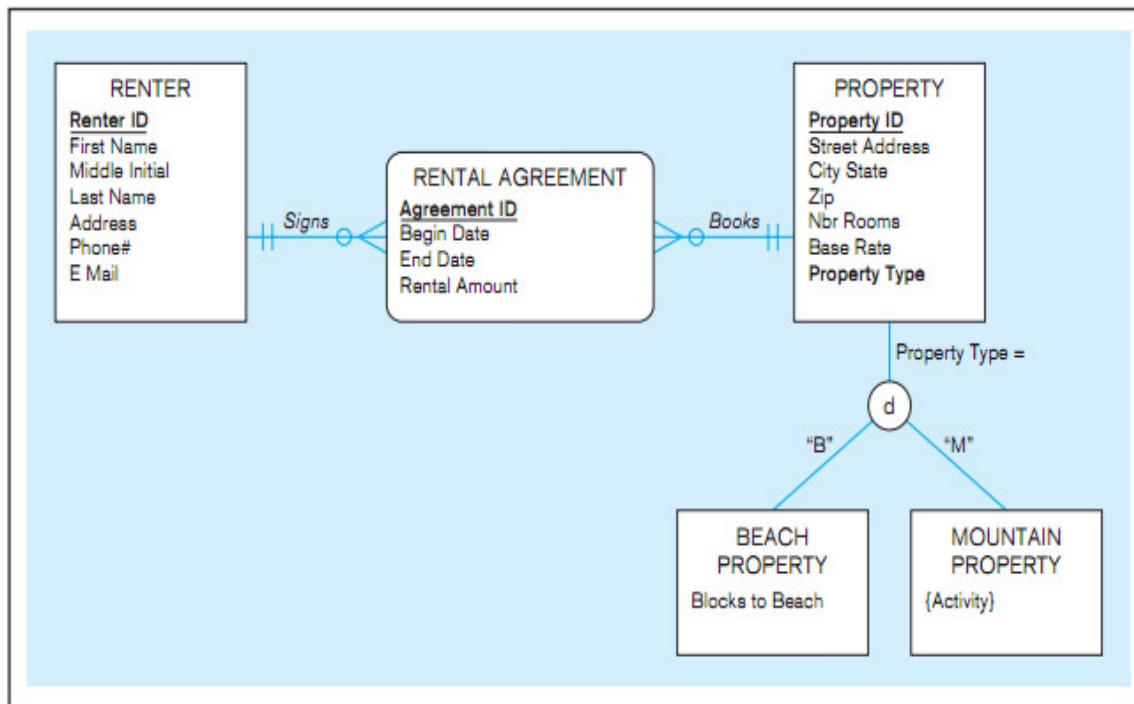 RENTER
Renter ID
First Name
Middle Initial
Last Name
Address
Phone#
E Mail
Signs
RENTAL AGREEMENT
Agreement ID
Begin Date
End Date
Rental Amount
Books
PROPERTY
Property ID
Street Address
City State
Zip
Nbr Rooms
Base Rate
Property Type
Property Type =
d
“B”
“M”
BEACH
PROPERTY
Blocks to Beach
MOUNTAIN
PROPERTY
{Activity}